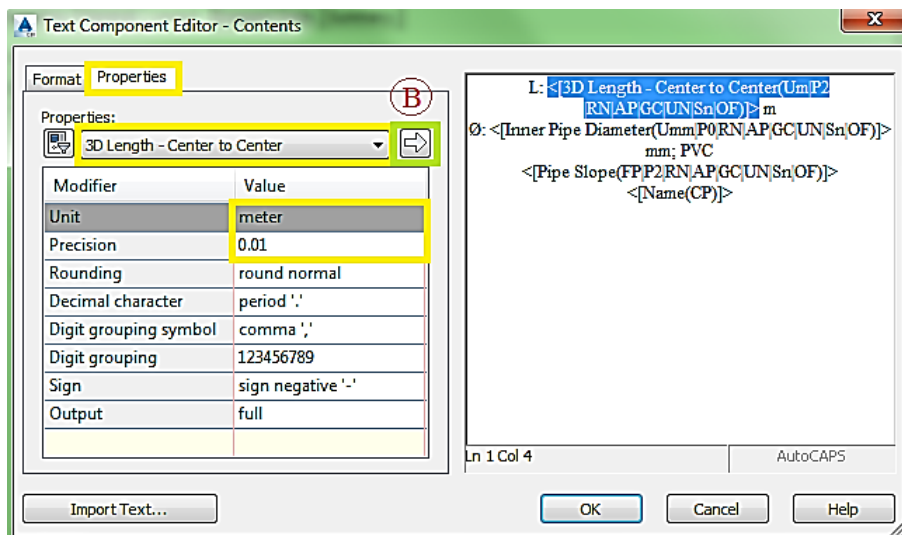 Text Component Editor - Contents
x
Format Properties
B
Properties:
3D Length - Center to Center
Modifier Value
Unit meter
Precision 0.01
Rounding round normal
Decimal character period '.'
Digit grouping symbol comma ','
Digit grouping 123456789
Sign sign negative '-'
Output full
L: <[3D Length - Center to Center(Um|P2
RN|AP|GC|UN|Sn|OF)]> m
Ø: <[Inner Pipe Diameter(Umm|P0|RN|AP|GC|UN|Sn|OF)]>
mm; PVC
<[Pipe Slope(FP|P2|RN|AP|GC|UN|Sn|OF)]>
<[Name(CP)]>
Ln 1 Col 4 AutoCAPS
Import Text... OK Cancel Help